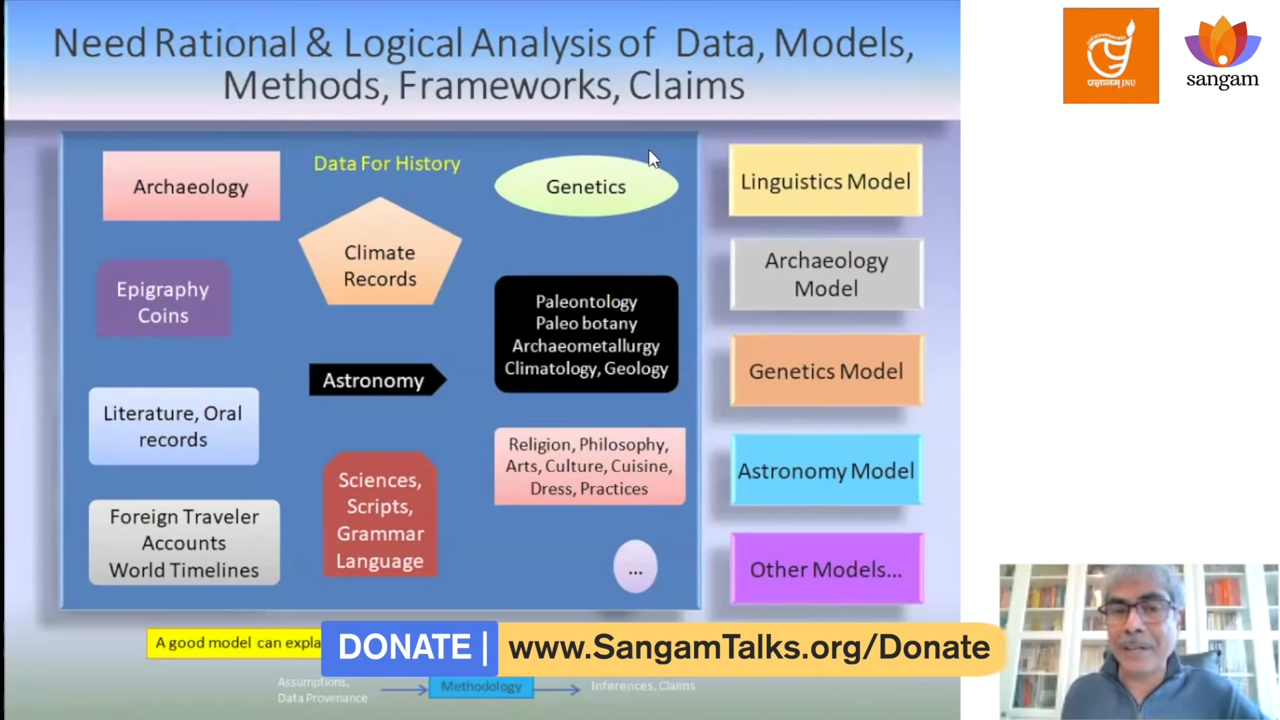 Need Rational & Logical Analysis of Data, Models,
Methods, Frameworks, Claims
sangam
प्रज्ञानम् JNU
Data For History
Archaeology
Genetics
Climate
Records
Epigraphy
Coins
Paleontology
Paleo botany
Archaeometallurgy
Climatology, Geology
Astronomy
Literature, Oral
records
Religion, Philosophy,
Arts, Culture, Cuisine,
Dress, Practices
Sciences,
Scripts,
Grammar
Language
Foreign Traveler
Accounts
World Timelines
...
Linguistics Model
Archaeology
Model
Genetics Model
Astronomy Model
Other Models...
A good model can expla
DONATE | www.SangamTalks.org/Donate
Assumptions,
Data Provenance
Methodology
Inferences, Claims